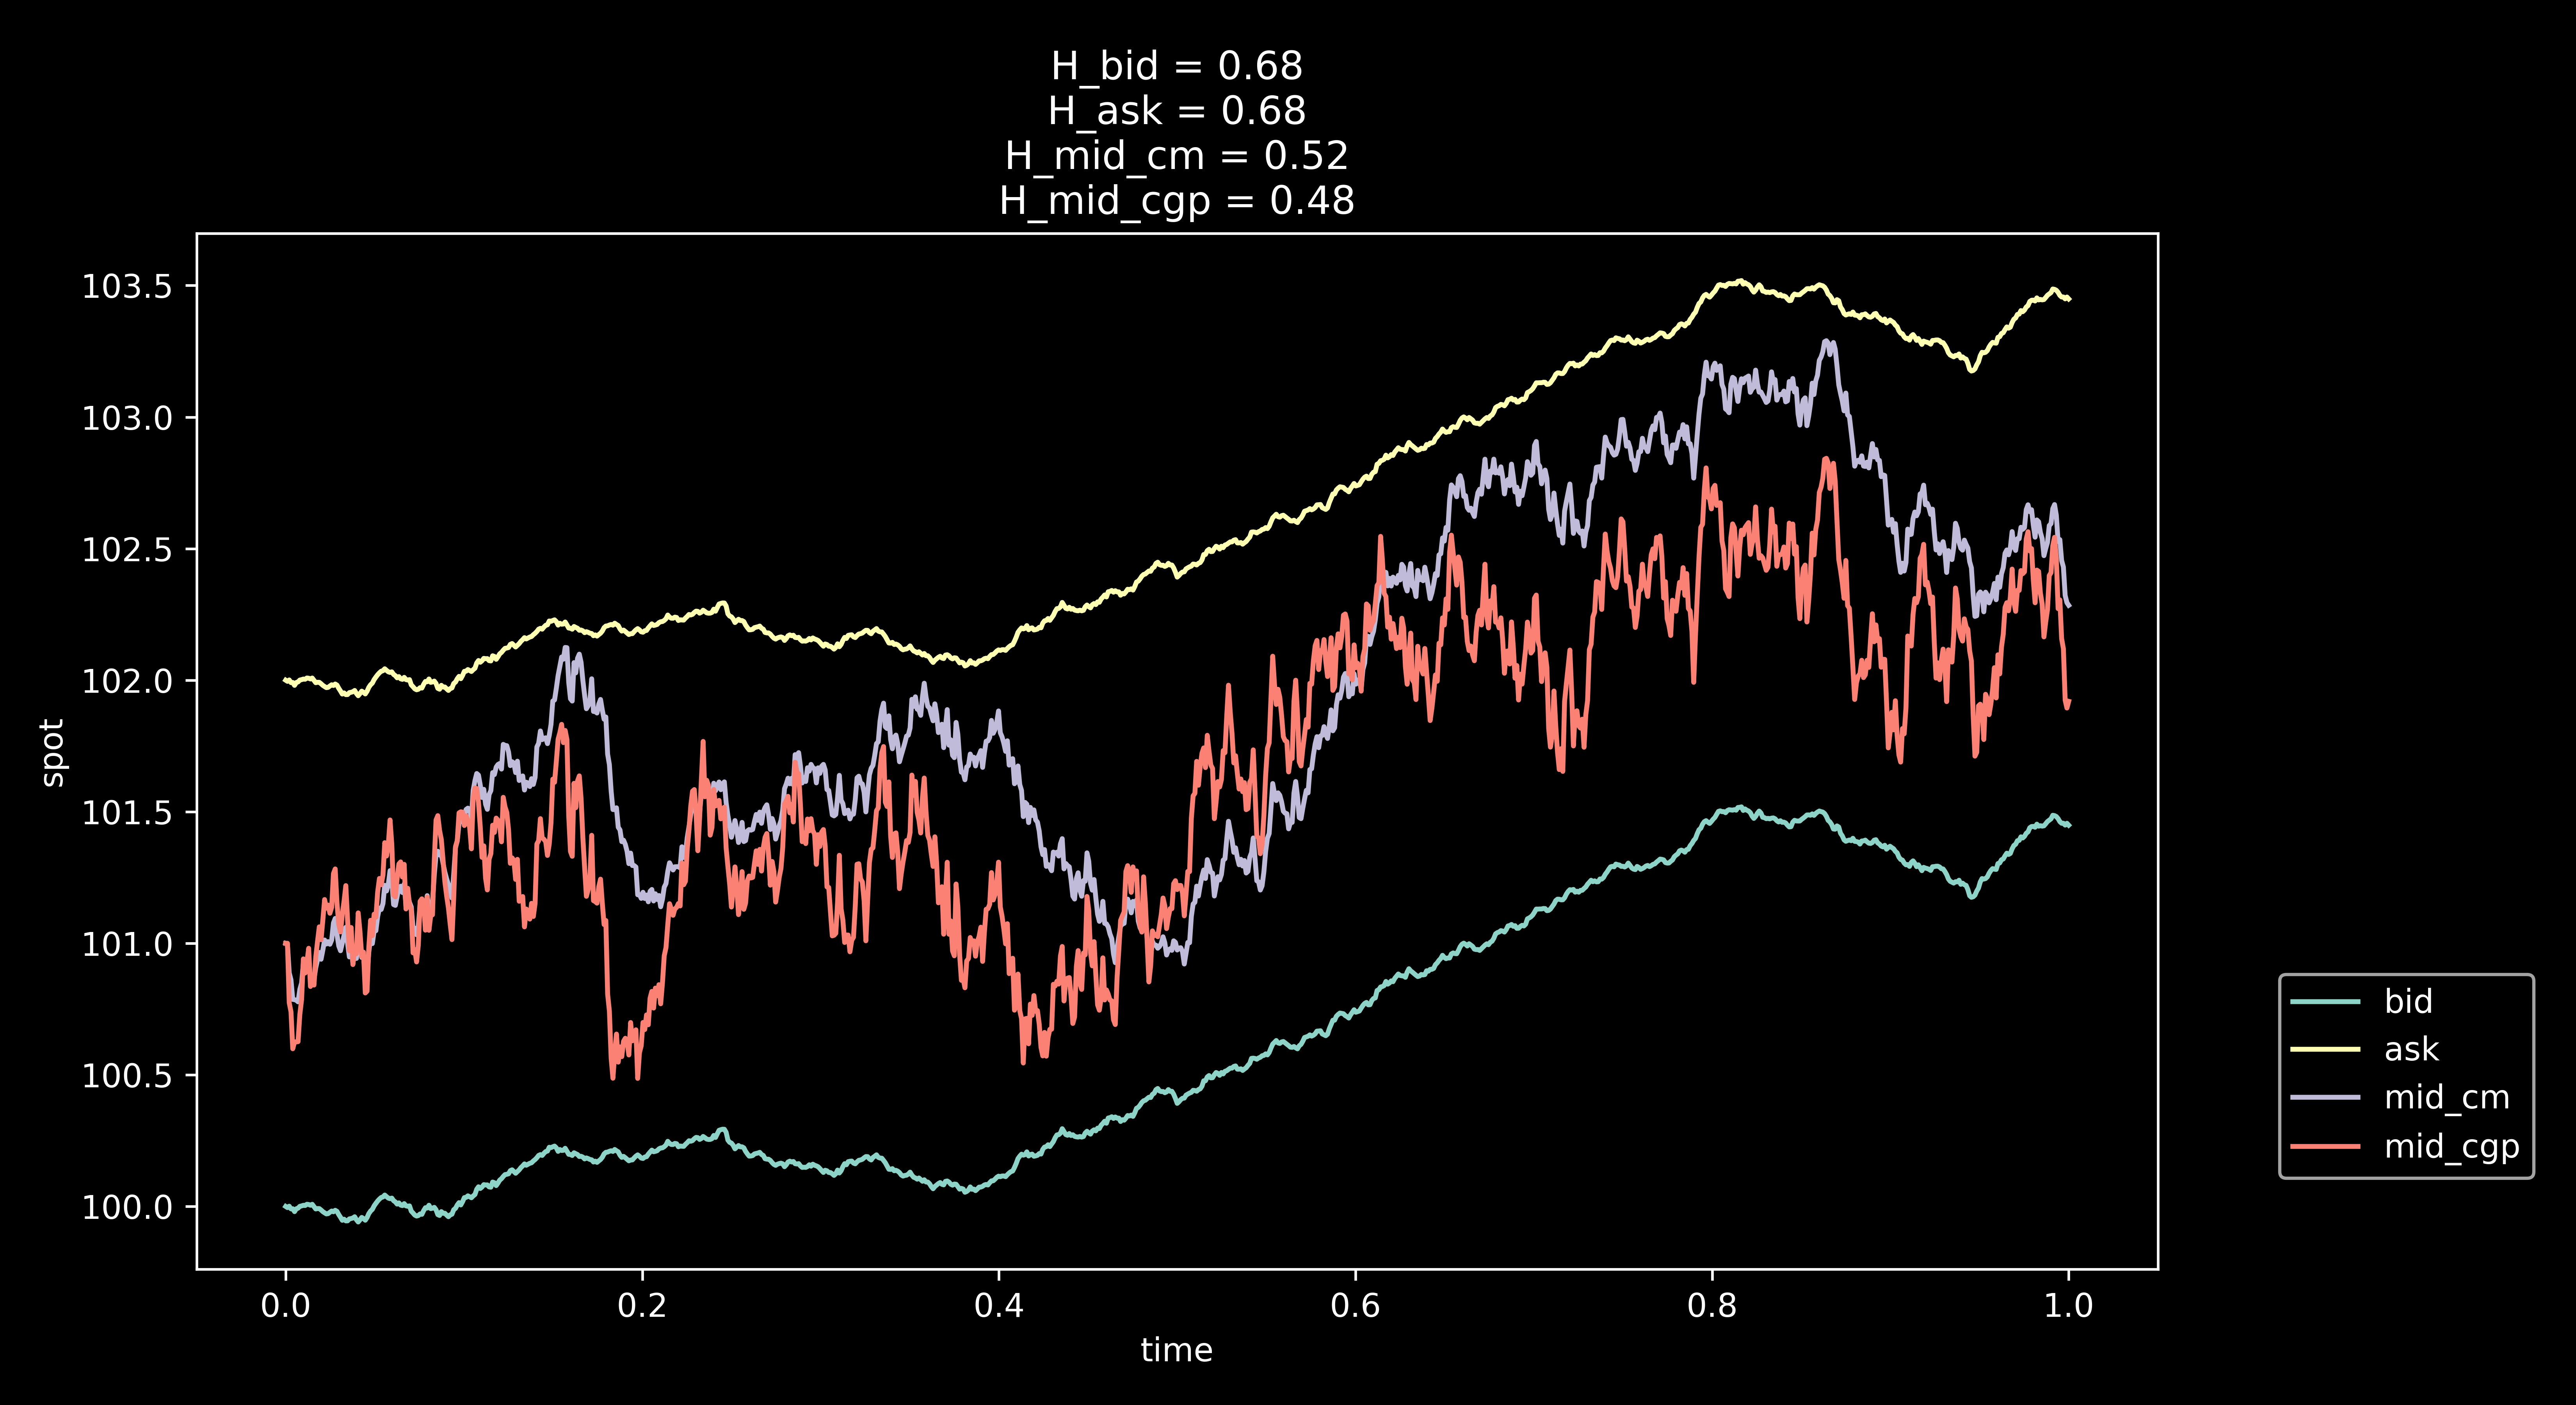 H_bid = 0.68
H_ask = 0.68
H_mid_cm = 0.52
H_mid_cgp = 0.48
103.5
103.0
102.5
102.0
101.5
101.0
100.5
100.0
spot
0.0 0.2 0.4 0.6 0.8 1.0
time
bid
ask
mid_cm
mid_cgp